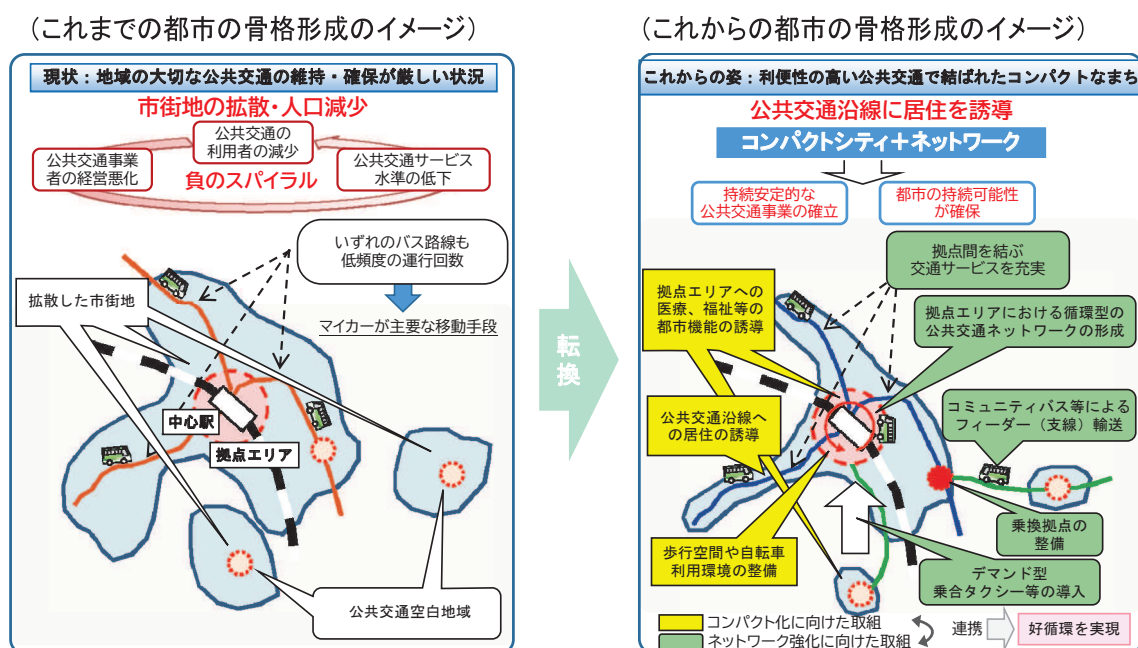 （これまでの都市の骨格形成のイメージ）
現状：地域の大切な公共交通の維持・確保が厳しい状況
市街地の拡散・人口減少
公共交通の
利用者の減少
公共交通事業
者の経営悪化
負のスパイラル
公共交通サービス
水準の低下
いずれのバス路線も
低頻度の運行回数
拡散した市街地
マイカーが主要な移動手段
中心駅
拠点エリア
公共交通空白地域
転
換
（これからの都市の骨格形成のイメージ）
これからの姿：利便性の高い公共交通で結ばれたコンパクトなまち
公共交通沿線に居住を誘導
コンパクトシティ＋ネットワーク
持続安定的な
公共交通事業の確立
都市の持続可能性
が確保
拠点間を結ぶ
交通サービスを充実
拠点エリアへの
医療、福祉等の
都市機能の誘導
拠点エリアにおける循環型の
公共交通ネットワークの形成
公共交通沿線へ
の居住の誘導
コミュニティバス等による
フィーダー（支線）輸送
歩行空間や自転車
利用環境の整備
乗換拠点の
整備
デマンド型
乗合タクシー等の導入
コンパクト化に向けた取組
ネットワーク強化に向けた取組
連携
好循環を実現